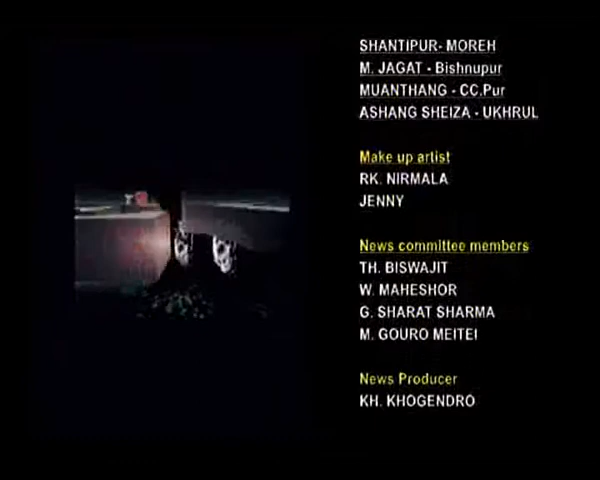 SHANTIPUR- MOREH
M. JAGAT - Bishnupur
MUANTHANG - CC.Pur
ASHANG SHEIZA - UKHRUL
Make up artist
RK. NIRMALA
JENNY
News committee members
TH. BISWAJIT
W. MAHESHOR
G. SHARAT SHARMA
M. GOURO MEITEI
News Producer
KH. KHOGENDRO